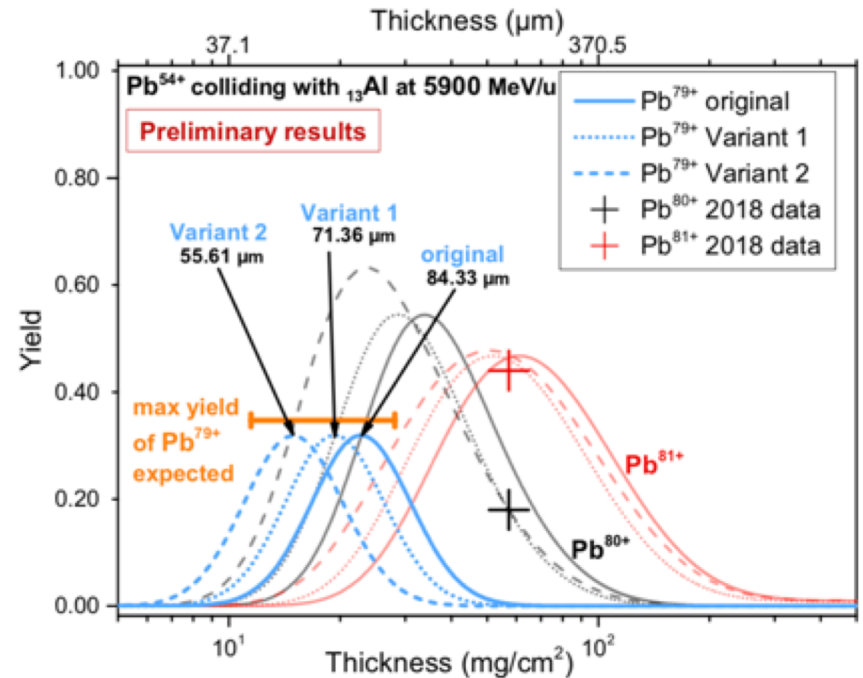 Thickness (µm)
37.1 370.5
Pb⁵⁴⁺ colliding with ₁₃Al at 5900 MeV/u
Preliminary results
Pb⁷⁹⁺ original
Pb⁷⁹⁺ Variant 1
Pb⁷⁹⁺ Variant 2
Pb⁸⁰⁺ 2018 data
Pb⁸¹⁺ 2018 data
Variant 2
55.61 µm
Variant 1
71.36 µm
original
84.33 µm
max yield
of Pb⁷⁹⁺
expected
Pb⁸¹⁺
Pb⁸⁰⁺
Yield
1.00
0.80
0.60
0.40
0.20
0.00
10¹ 10²
Thickness (mg/cm²)